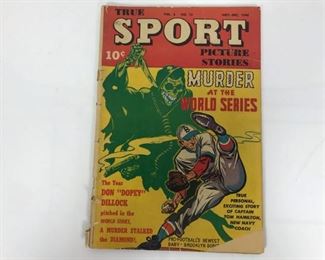 TRUE
SPORT
PICTURE
STORIES
10¢
MURDER
AT THE
WORLD SERIES
The Year
DON "DOPEY"
DILLOCK
pitched in the
WORLD SERIES,
A MURDER STALKED
the DIAMOND!
TRUE
PERSONAL,
EXCITING STORY
OF CAPTAIN
TOM HAMILTON,
NEW NAVY
COACH
PRO FOOTBALL'S NEWEST
BABY - BROOKLYN